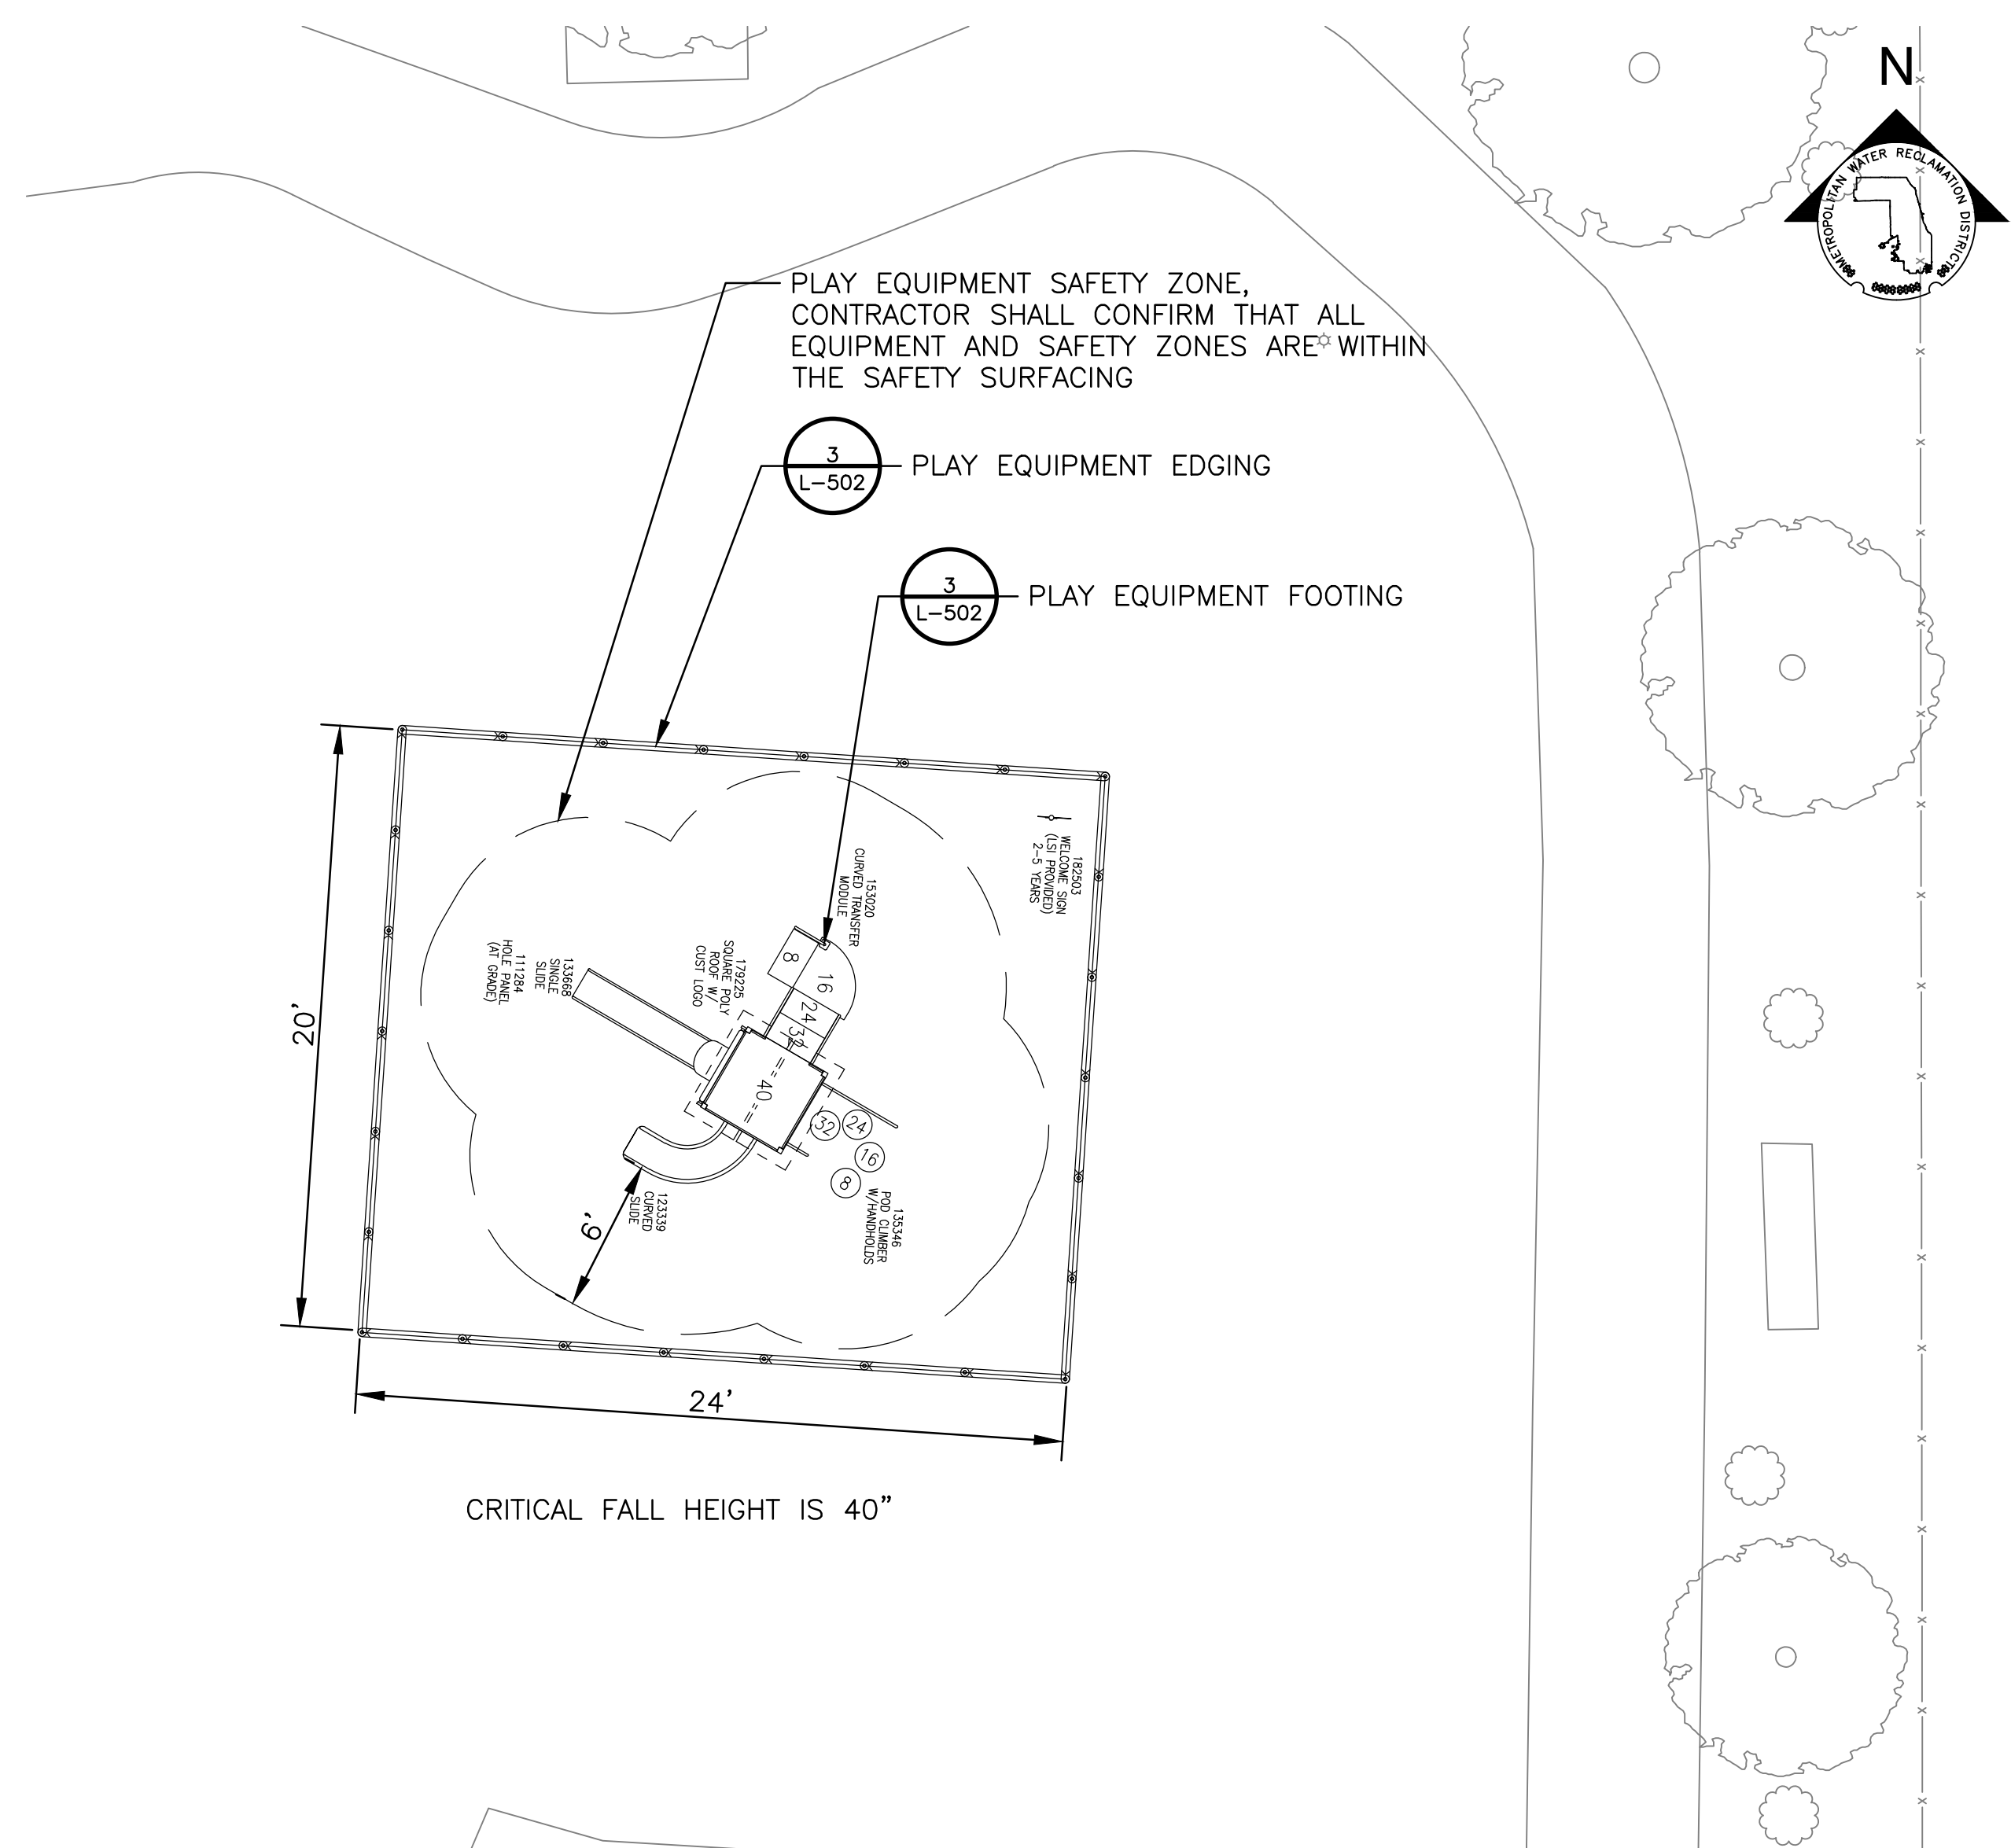 N
METROPOLITAN WATER RECLAMATION DISTRICT
PLAY EQUIPMENT SAFETY ZONE,
CONTRACTOR SHALL CONFIRM THAT ALL
EQUIPMENT AND SAFETY ZONES ARE WITHIN
THE SAFETY SURFACING
3
L-502
PLAY EQUIPMENT EDGING
3
L-502
PLAY EQUIPMENT FOOTING
182503
WELCOME SIGN
(LSI PROVIDED)
2-5 YEARS
153020
CURVED TRANSFER
MODULE
179225
SQUARE POLY
ROOF W/
CUST LOGO
133668
SINGLE
SLIDE
111284
HOLE PANEL
(AT GRADE)
8
16
24
32
40
32
24
16
8
135346
POD CLIMBER
W/HANDHOLDS
123339
CURVED
SLIDE
6'
20'
24'
CRITICAL FALL HEIGHT IS 40"